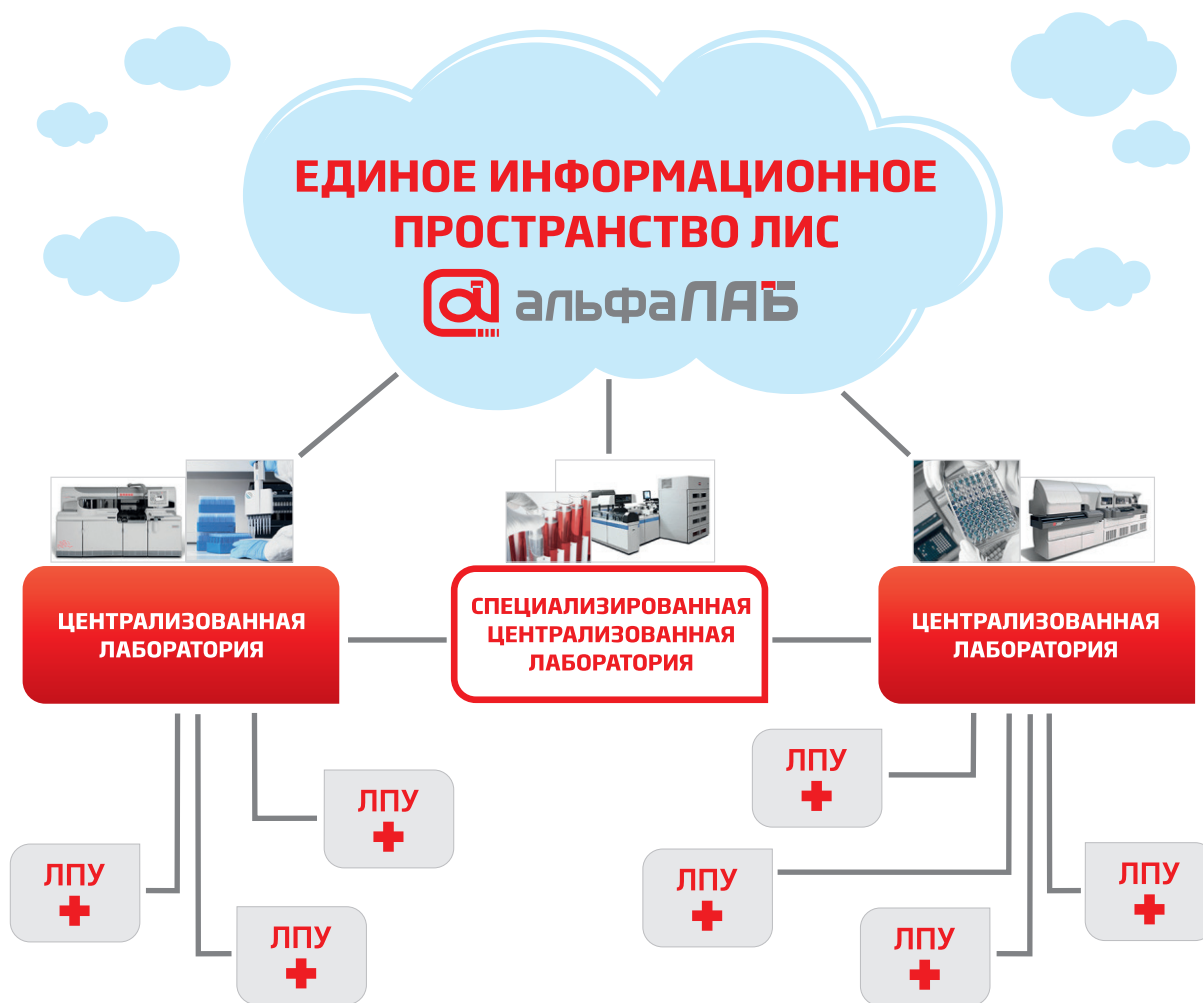 ЕДИНОЕ ИНФОРМАЦИОННОЕ
ПРОСТРАНСТВО ЛИС
альфаЛАБ
ЦЕНТРАЛИЗОВАННАЯ
ЛАБОРАТОРИЯ
СПЕЦИАЛИЗИРОВАННАЯ
ЦЕНТРАЛИЗОВАННАЯ
ЛАБОРАТОРИЯ
ЦЕНТРАЛИЗОВАННАЯ
ЛАБОРАТОРИЯ
ЛПУ
ЛПУ
ЛПУ
ЛПУ
ЛПУ
ЛПУ
ЛПУ